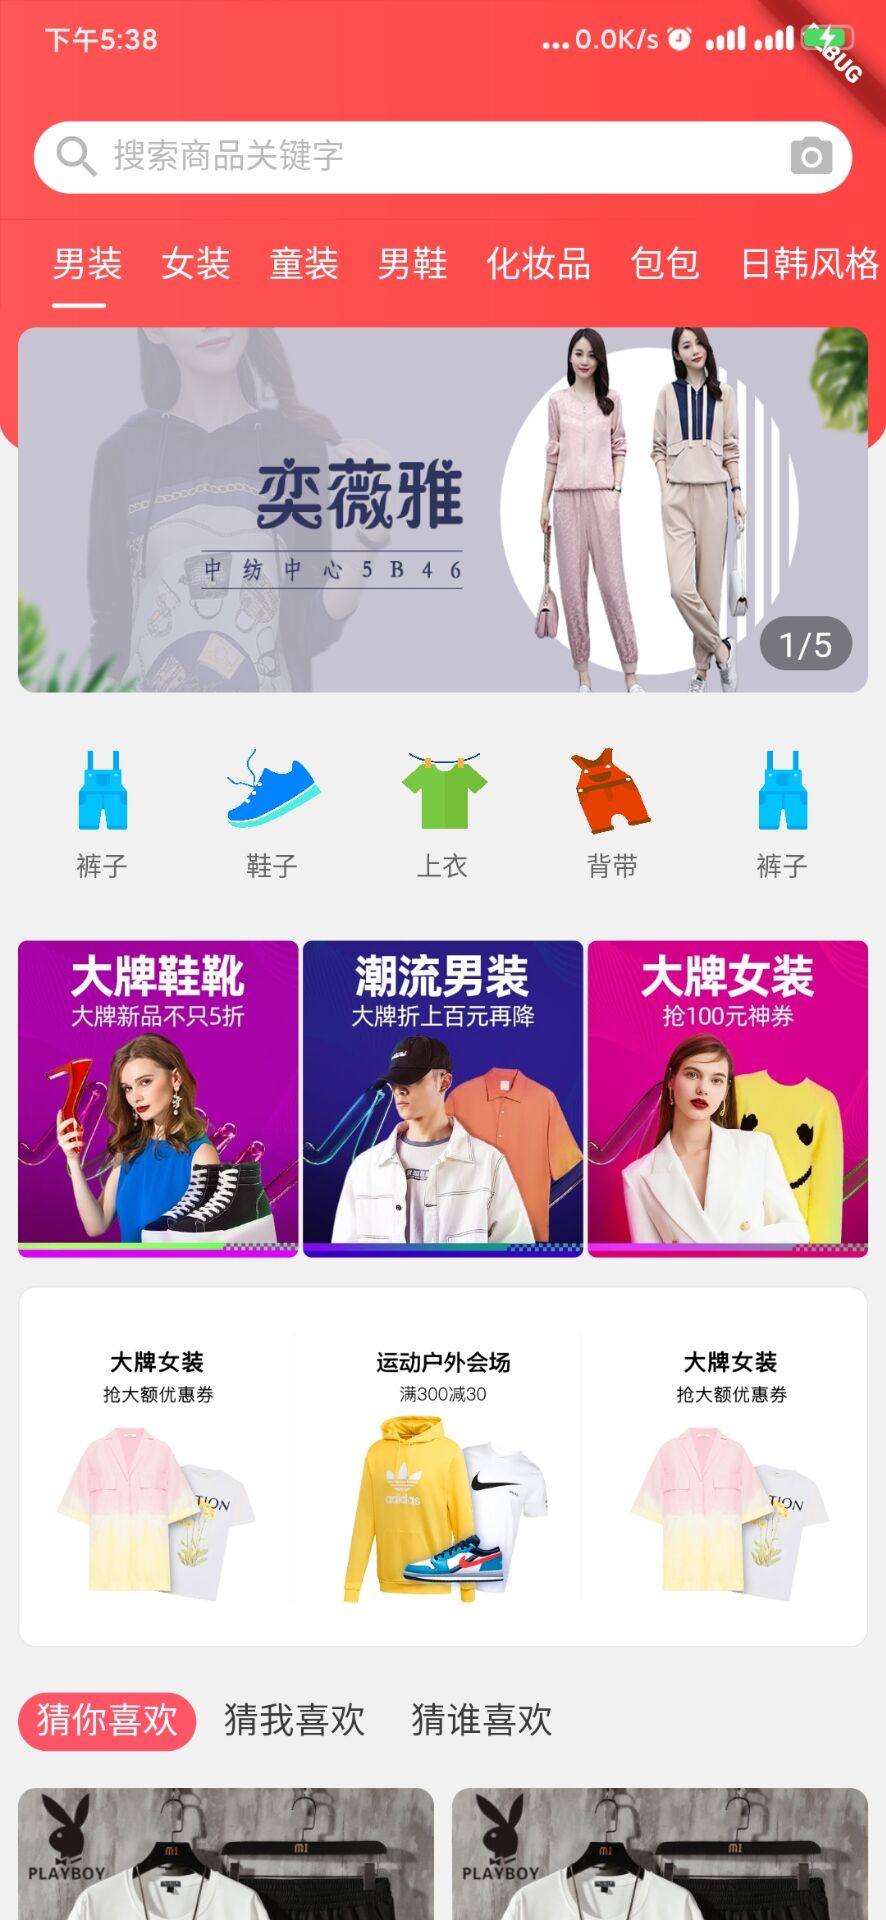 下午5:38
...0.0K/s
BUG
搜索商品关键字
男装 女装 童装 男鞋 化妆品 包包 日韩风格
奕薇雅
中纺中心5B46
1/5
裤子 鞋子 上衣 背带 裤子
大牌鞋靴
大牌新品不只5折
潮流男装
大牌折上百元再降
大牌女装
抢100元神券
大牌女装
抢大额优惠券
TION
运动户外会场
满300减30
adidas
大牌女装
抢大额优惠券
TION
猜你喜欢 猜我喜欢 猜谁喜欢
PLAYBOY
mi
mi
PLAYBOY
mi
mi